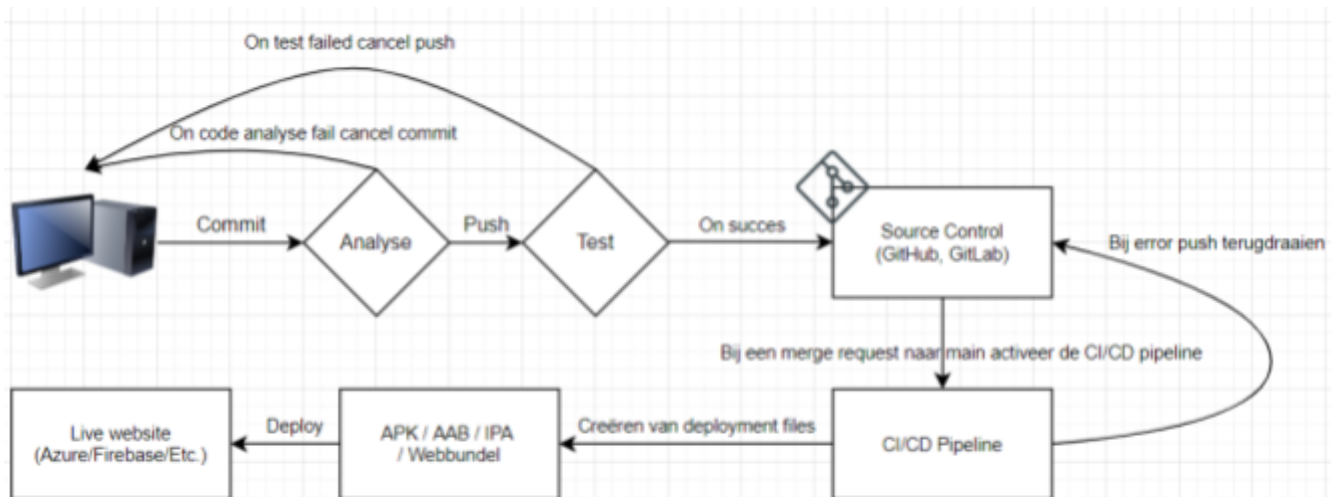 On test failed cancel push
On code analyse fail cancel commit
Commit
Analyse
Push
Test
On succes
Source Control
(GitHub, GitLab)
Bij error push terugdraaien
Bij een merge request naar main activeer de CI/CD pipeline
Live website
(Azure/Firebase/Etc.)
Deploy
APK / AAB / IPA
/ Webbundel
Creëren van deployment files
CI/CD Pipeline